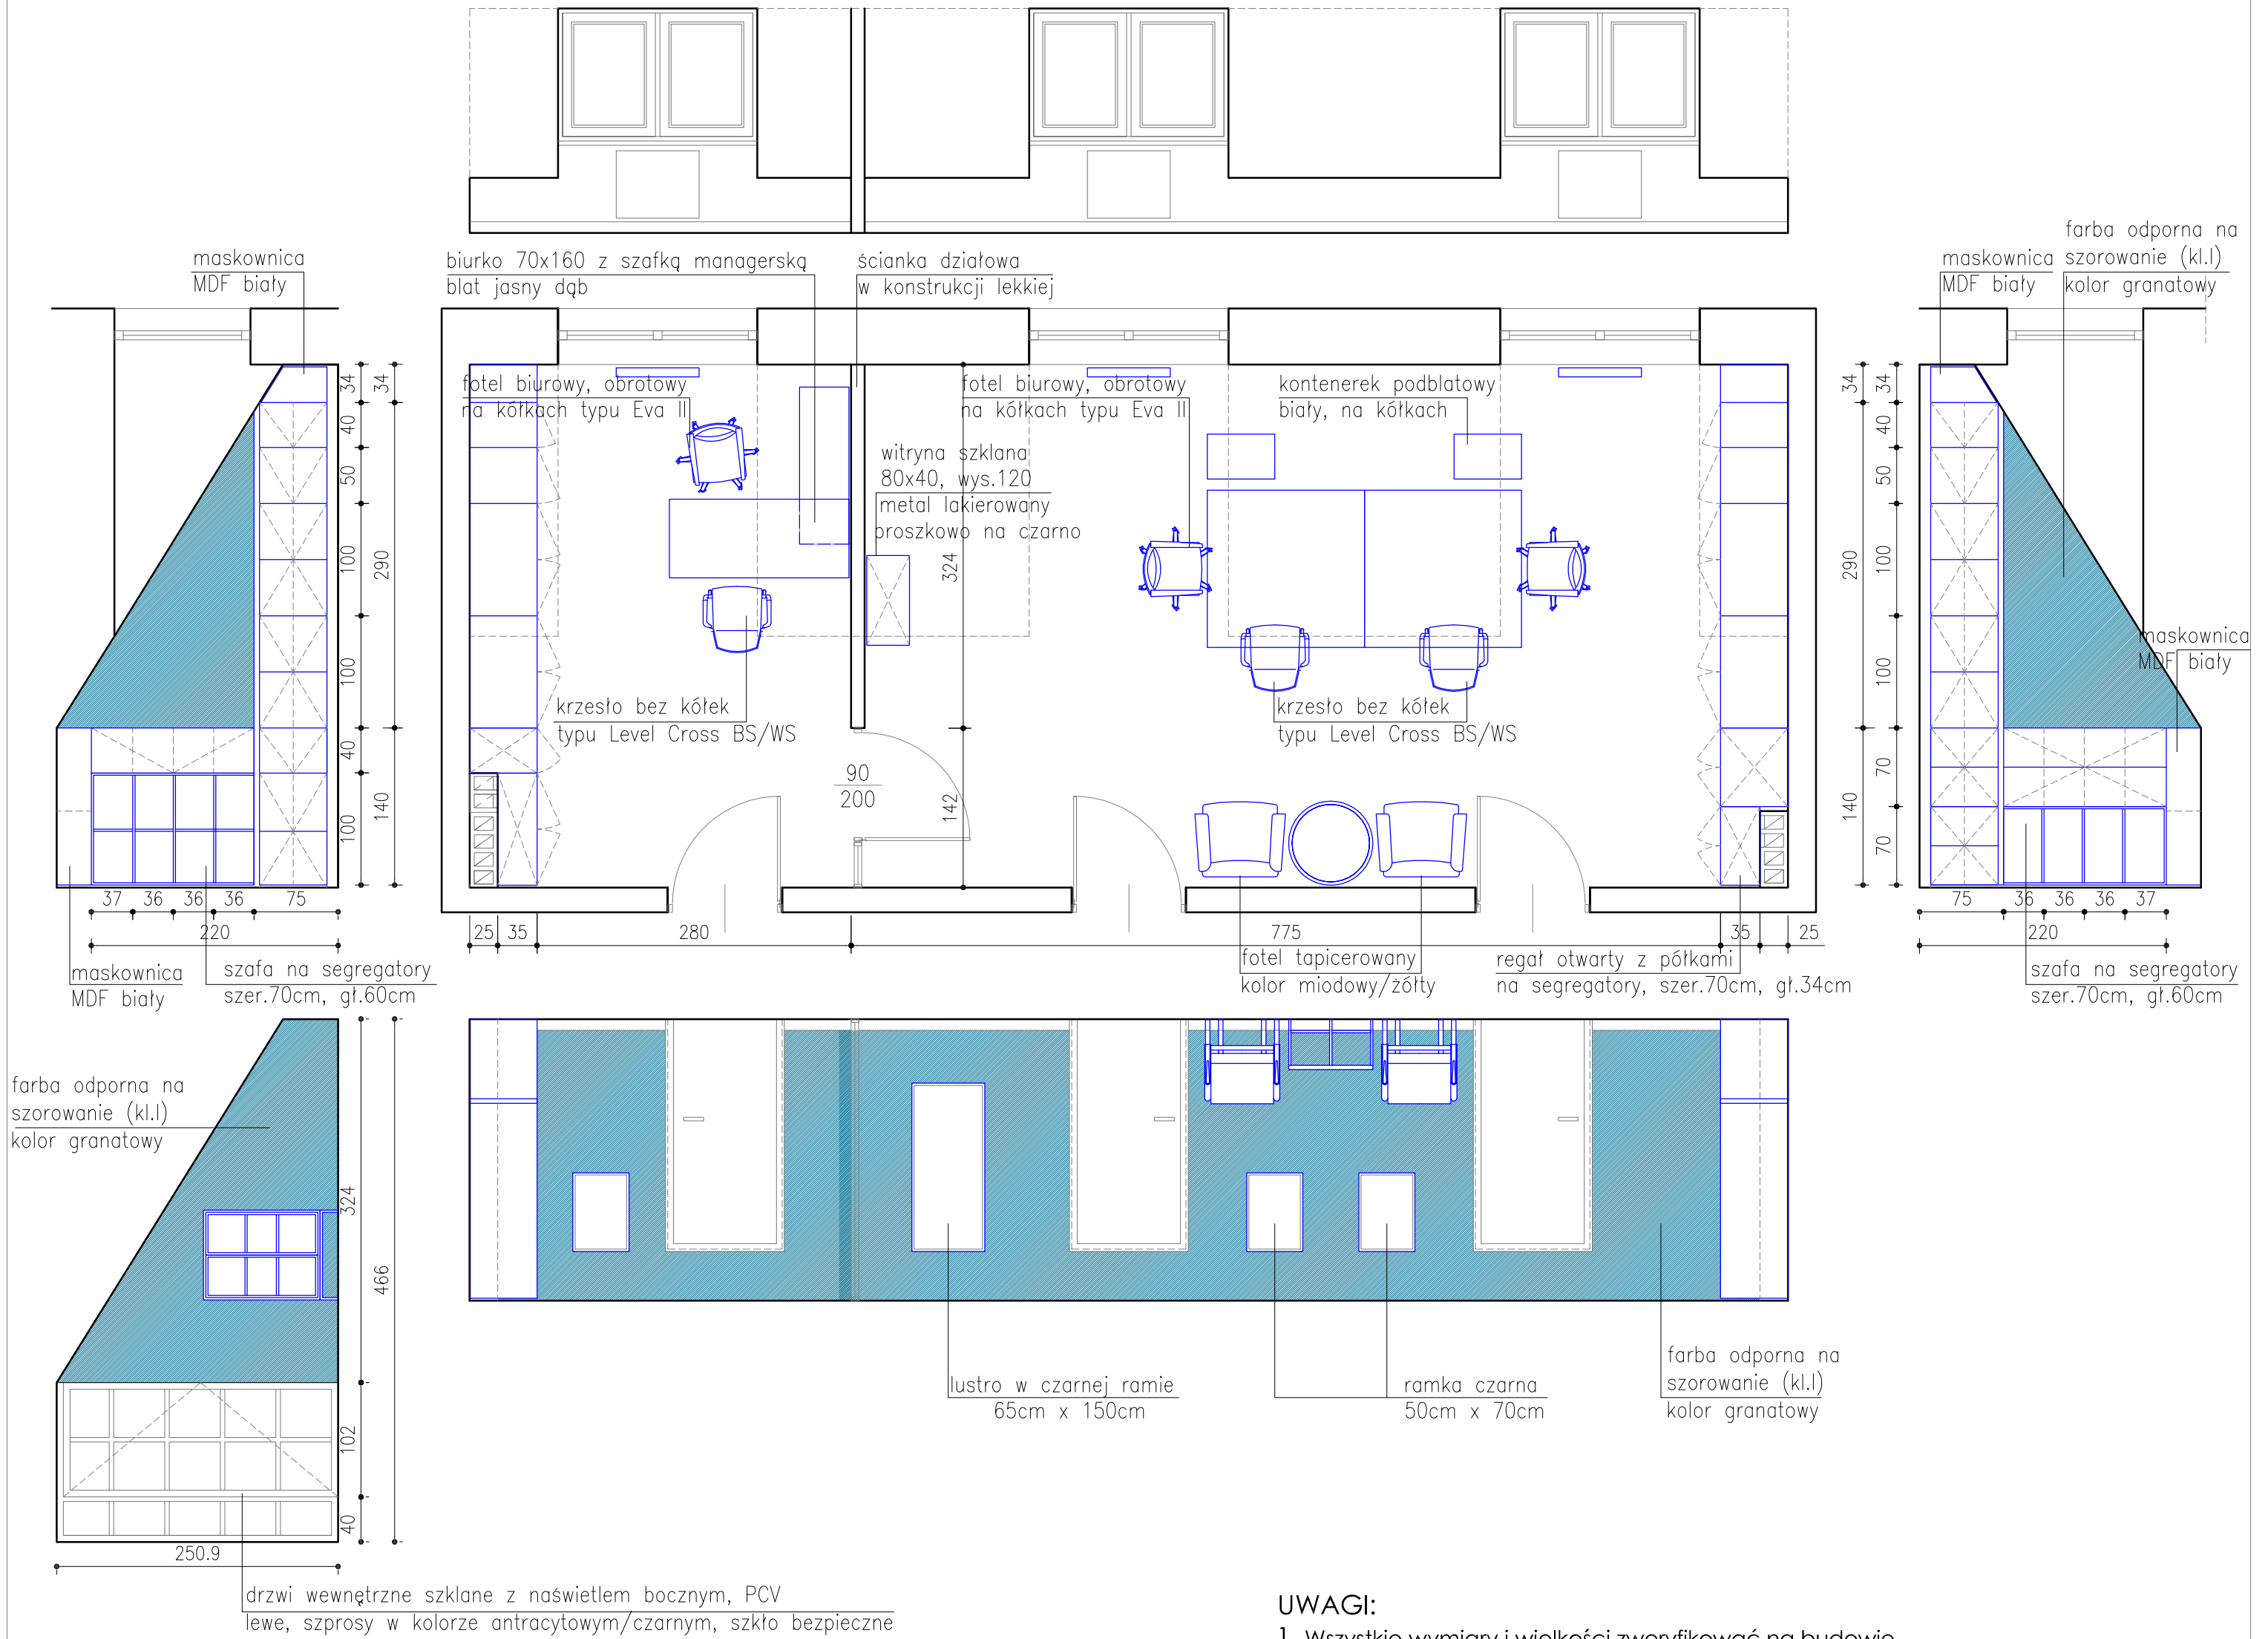 maskownica
MDF biały
biurko 70x160 z szafką managerską
blat jasny dąb
ścianka działowa
w konstrukcji lekkiej
maskownica
MDF biały
farba odporna na
szorowanie (kl.I)
kolor granatowy
fotel biurowy, obrotowy
na kółkach typu Eva II
fotel biurowy, obrotowy
na kółkach typu Eva II
kontenerek podblatowy
biały, na kółkach
witryna szklana
80x40, wys.120
metal lakierowany
proszkowo na czarno
34
40
50
100
100
40
100
34
290
140
324
142
90
200
34
290
140
34
40
50
100
100
70
70
maskownica
MDF biały
krzesło bez kółek
typu Level Cross BS/WS
krzesło bez kółek
typu Level Cross BS/WS
37
36
36
36
75
220
25
35
280
775
35
25
75
36
36
36
37
220
maskownica
MDF biały
szafa na segregatory
szer.70cm, gł.60cm
fotel tapicerowany
kolor miodowy/żółty
regał otwarty z półkami
na segregatory, szer.70cm, gł.34cm
szafa na segregatory
szer.70cm, gł.60cm
farba odporna na
szorowanie (kl.I)
kolor granatowy
324
102
40
466
250.9
lustro w czarnej ramie
65cm x 150cm
ramka czarna
50cm x 70cm
farba odporna na
szorowanie (kl.I)
kolor granatowy
drzwi wewnętrzne szklane z naświetlem bocznym, PCV
lewe, szprosy w kolorze antracytowym/czarnym, szkło bezpieczne
UWAGI:
1. Wszystkie wymiary i wielkości zweryfikować na budowie